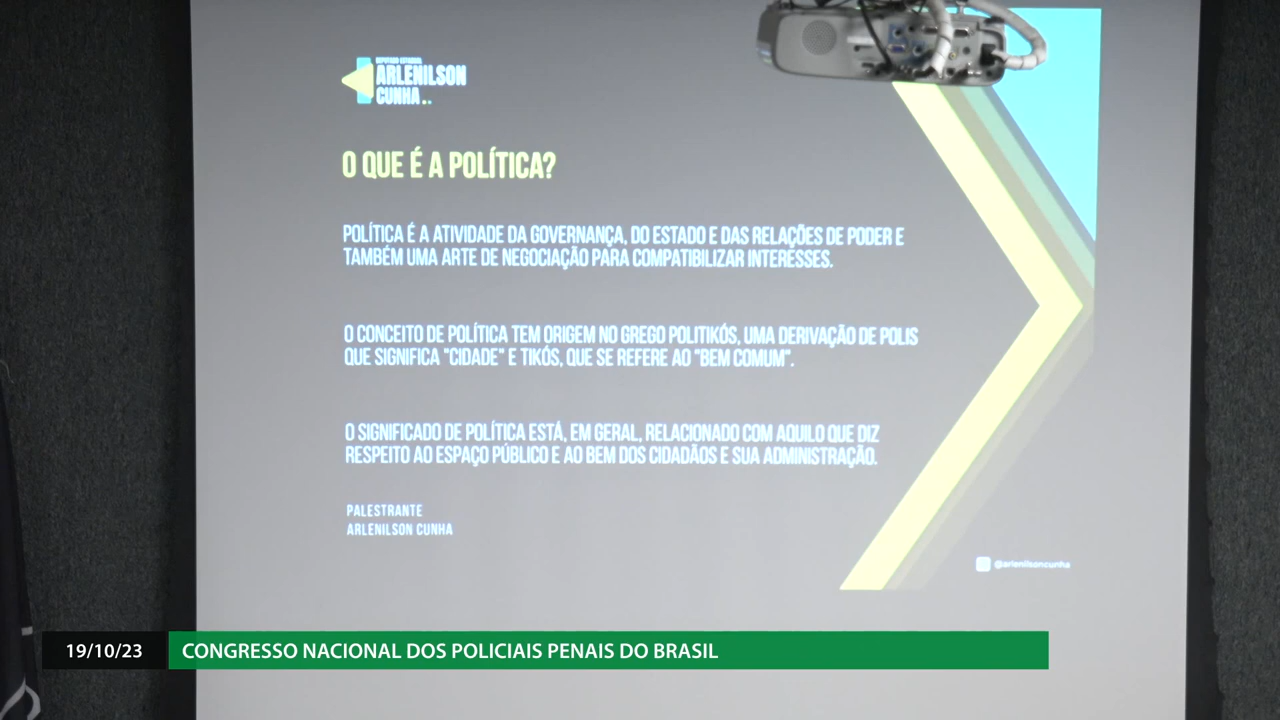 DEPUTADO ESTADUAL
ARLENILSON
CUNHA..
O QUE É A POLÍTICA?
POLÍTICA É A ATIVIDADE DA GOVERNANÇA, DO ESTADO E DAS RELAÇÕES DE PODER E
TAMBÉM UMA ARTE DE NEGOCIAÇÃO PARA COMPATIBILIZAR INTERESSES.
O CONCEITO DE POLÍTICA TEM ORIGEM NO GREGO POLITIKÓS, UMA DERIVAÇÃO DE POLIS
QUE SIGNIFICA "CIDADE" E TIKÓS, QUE SE REFERE AO "BEM COMUM".
O SIGNIFICADO DE POLÍTICA ESTÁ, EM GERAL, RELACIONADO COM AQUILO QUE DIZ
RESPEITO AO ESPAÇO PÚBLICO E AO BEM DOS CIDADÃOS E SUA ADMINISTRAÇÃO.
PALESTRANTE
ARLENILSON CUNHA
@arlenilsoncunha
19/10/23 CONGRESSO NACIONAL DOS POLICIAIS PENAIS DO BRASIL